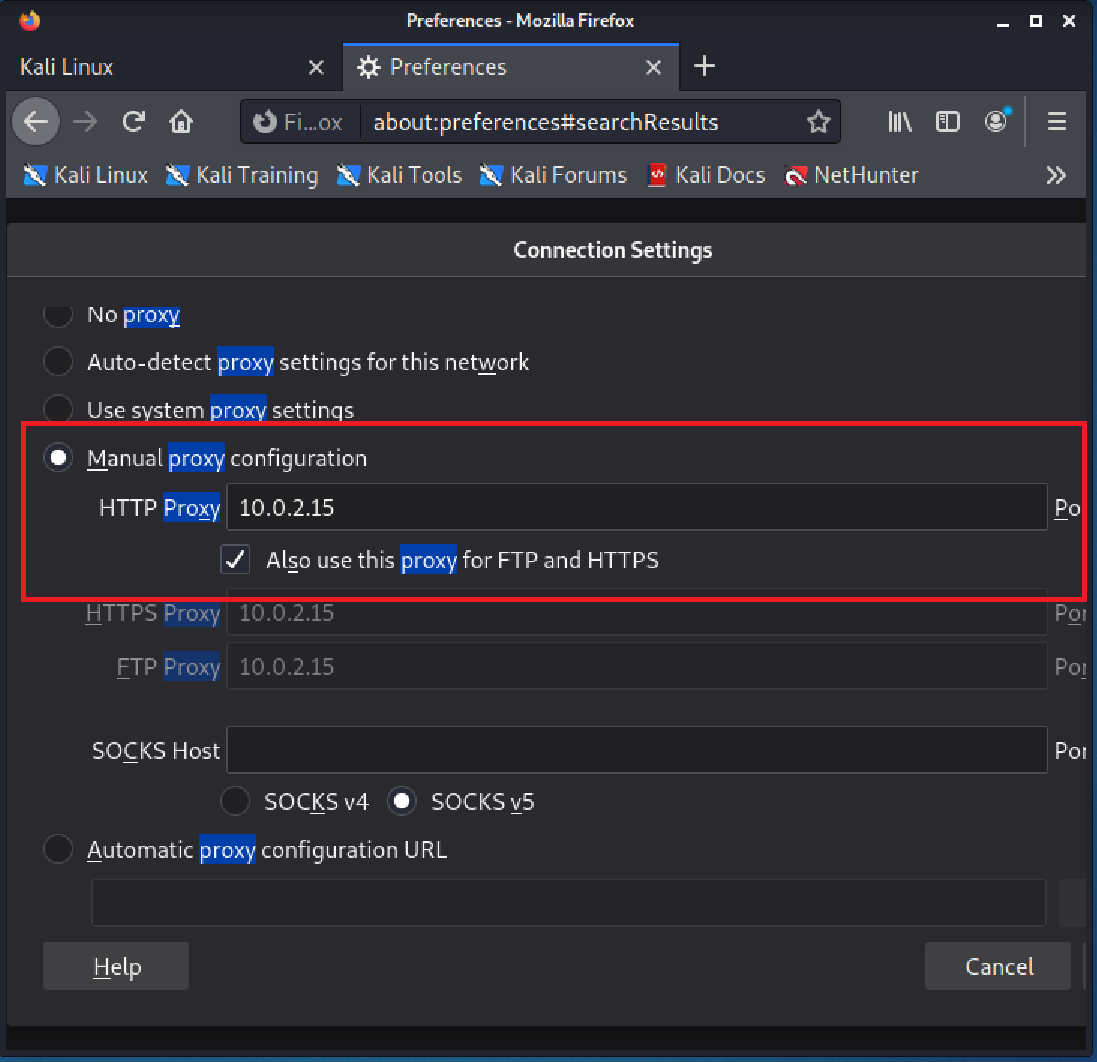 Preferences - Mozilla Firefox
Kali Linux
Preferences
Fi...ox about:preferences#searchResults
Kali Linux Kali Training Kali Tools Kali Forums Kali Docs NetHunter
Connection Settings
No proxy
Auto-detect proxy settings for this network
Use system proxy settings
Manual proxy configuration
HTTP Proxy 10.0.2.15 Po
Also use this proxy for FTP and HTTPS
HTTPS Proxy 10.0.2.15 Por
FTP Proxy 10.0.2.15 Por
SOCKS Host Por
SOCKS v4 SOCKS v5
Automatic proxy configuration URL
Help Cancel